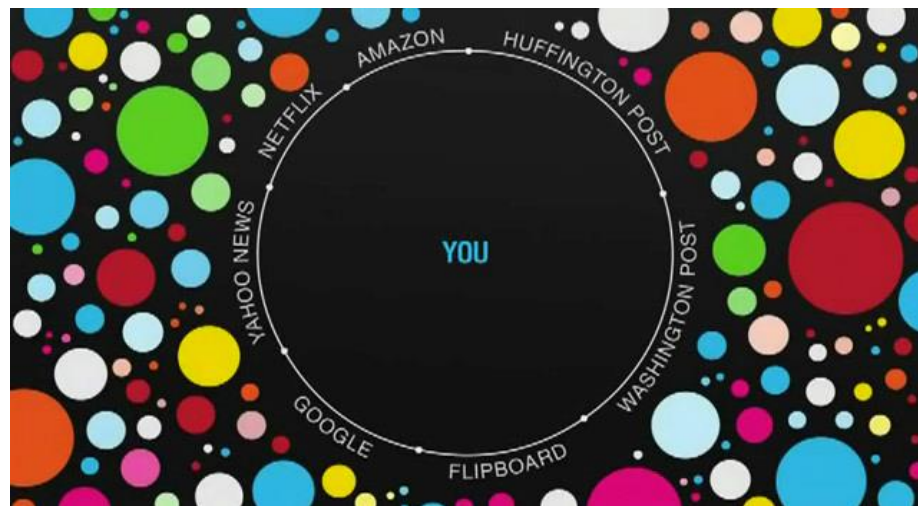 AMAZON
HUFFINGTON POST
NETFLIX
YOU
YAHOO NEWS
WASHINGTON POST
GOOGLE
FLIPBOARD